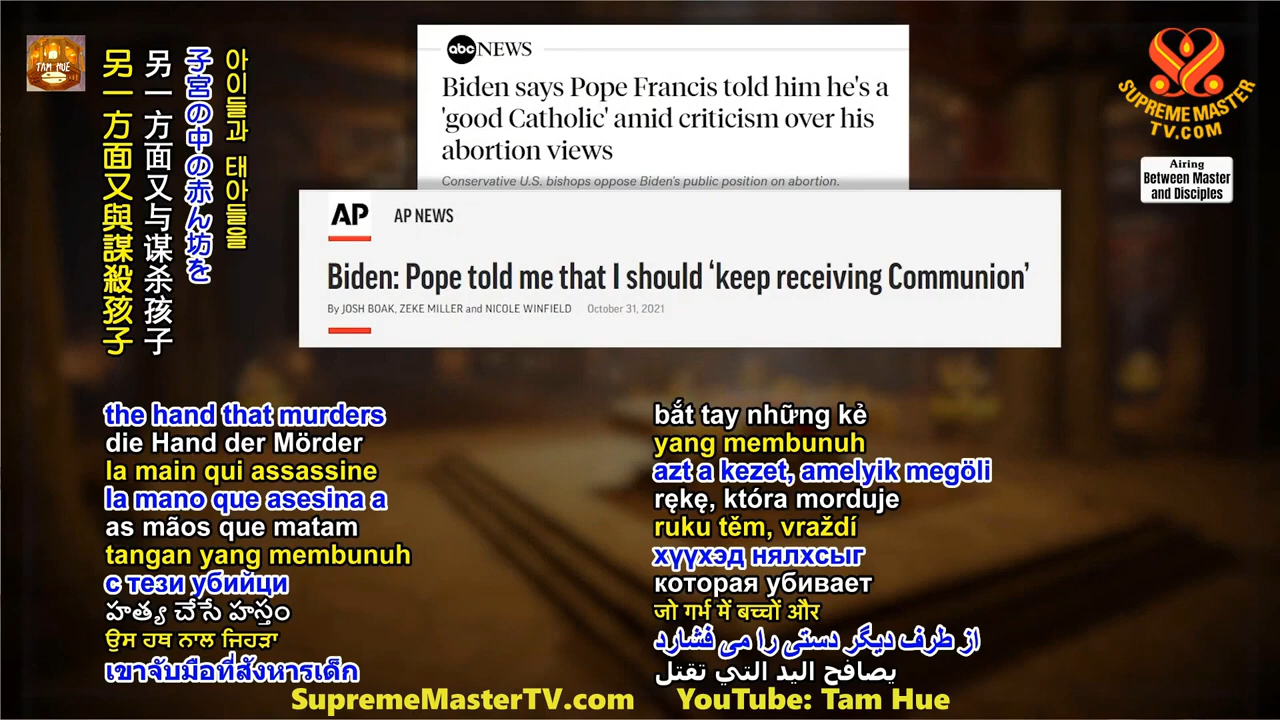 TAM HUE
另一方面又與謀殺孩子
另一方面又与谋杀孩子
子宮の中の赤ん坊を
아이들과 태아들을
abc NEWS
Biden says Pope Francis told him he's a
'good Catholic' amid criticism over his
abortion views
Conservative U.S. bishops oppose Biden's public position on abortion.
AP AP NEWS
Biden: Pope told me that I should ‘keep receiving Communion’
By JOSH BOAK, ZEKE MILLER and NICOLE WINFIELD October 31, 2021
SUPREME MASTER
TV.COM
Airing
Between Master
and Disciples
the hand that murders
die Hand der Mörder
la main qui assassine
la mano que asesina a
as mãos que matam
tangan yang membunuh
с тези убийци
హత్య చేసే హస్తం
ਉਸ ਹਥ ਨਾਲ ਜਿਹੜਾ
เขาจับมือที่สังหารเด็ก
bắt tay những kẻ
yang membunuh
azt a kezet, amelyik megöli
rękę, która morduje
ruku těm, vraždí
хүүхэд нялхсыг
которая убивает
जो गर्भ में बच्चों और
از طرف دیگر دستی را می فشارد
يصافح اليد التي تقتل
SupremeMasterTV.com YouTube: Tam Hue